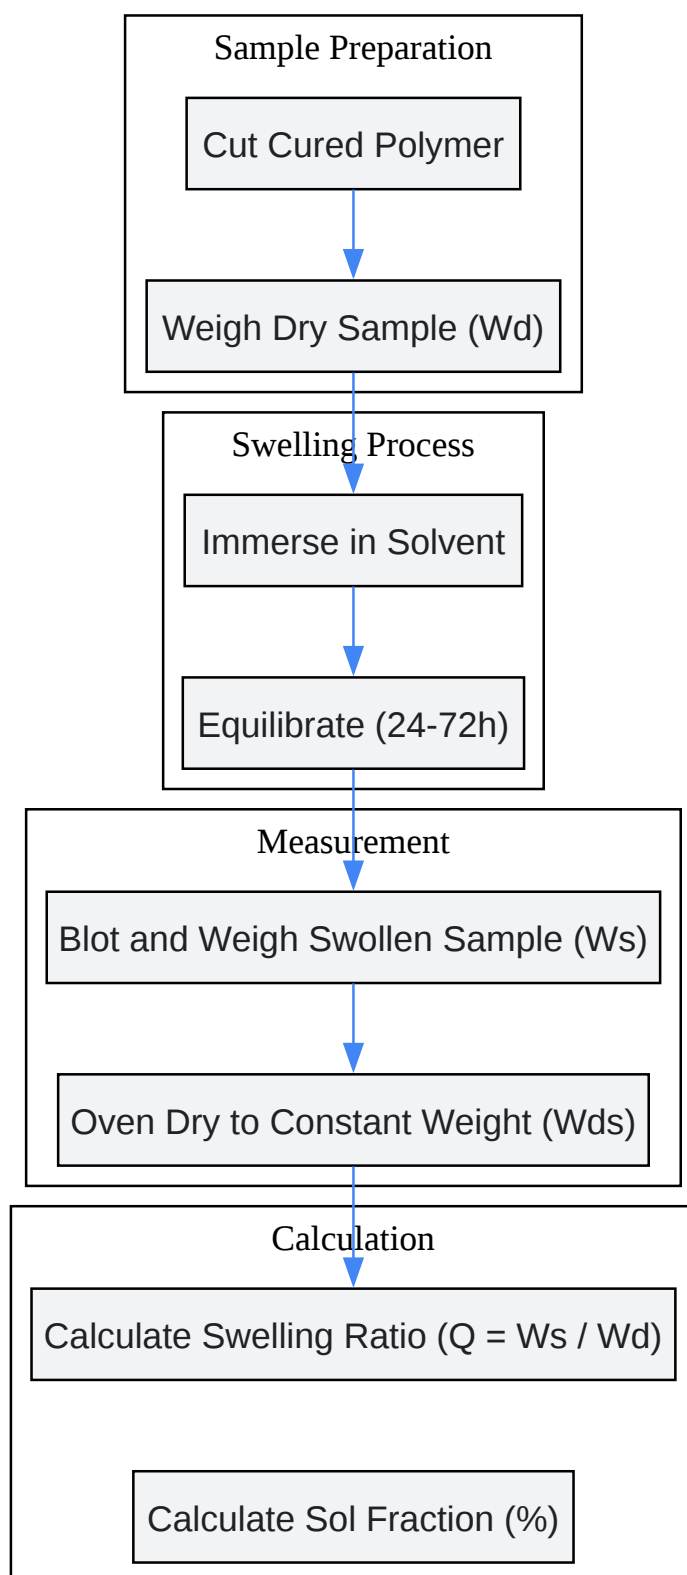 Sample Preparation
Cut Cured Polymer
Weigh Dry Sample (Wd)
Swelling Process
Immerse in Solvent
Equilibrate (24-72h)
Measurement
Blot and Weigh Swollen Sample (Ws)
Oven Dry to Constant Weight (Wds)
Calculation
Calculate Swelling Ratio (Q = Ws / Wd)
Calculate Sol Fraction (%)